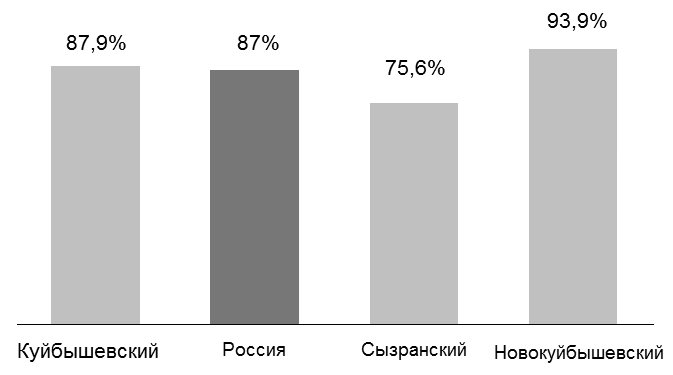 87,9%
87%
75,6%
93,9%
Куйбышевский
Россия
Сызранский
Новокуйбышевский